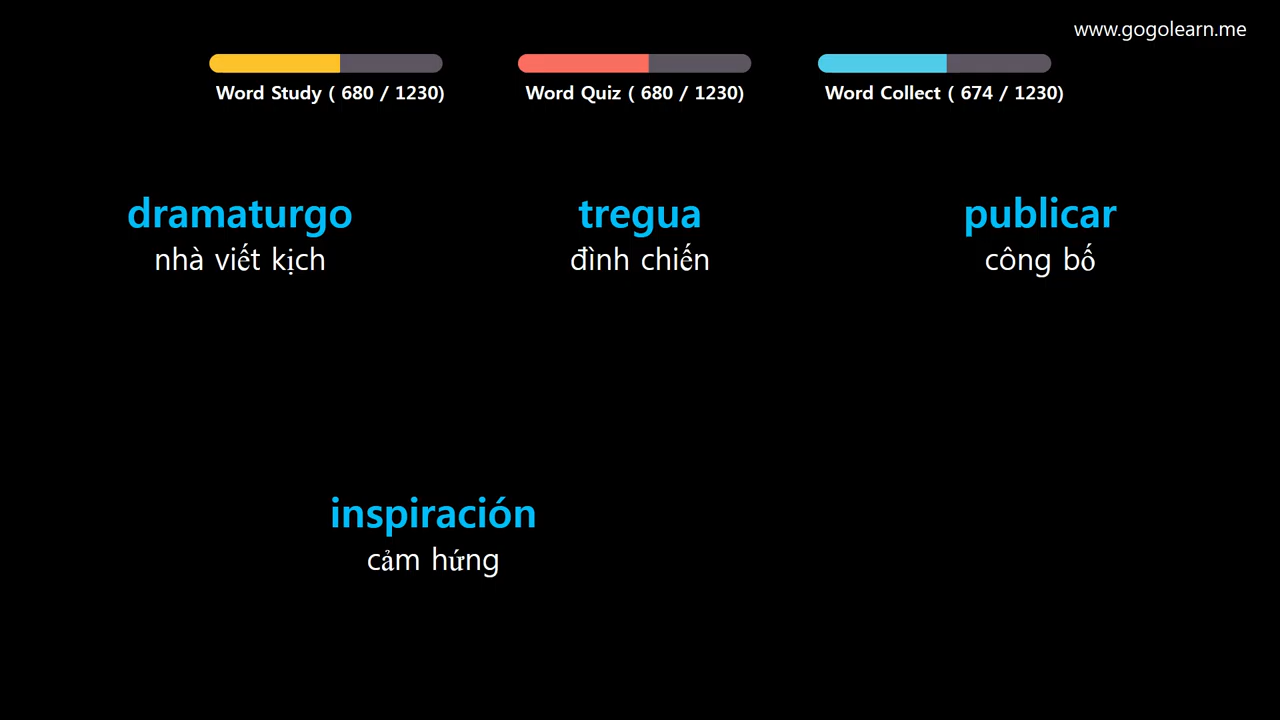 www.gogolearn.me
Word Study ( 680 / 1230)
Word Quiz ( 680 / 1230)
Word Collect ( 674 / 1230)
dramaturgo
nhà viết kịch
tregua
đình chiến
publicar
công bố
inspiración
cảm hứng